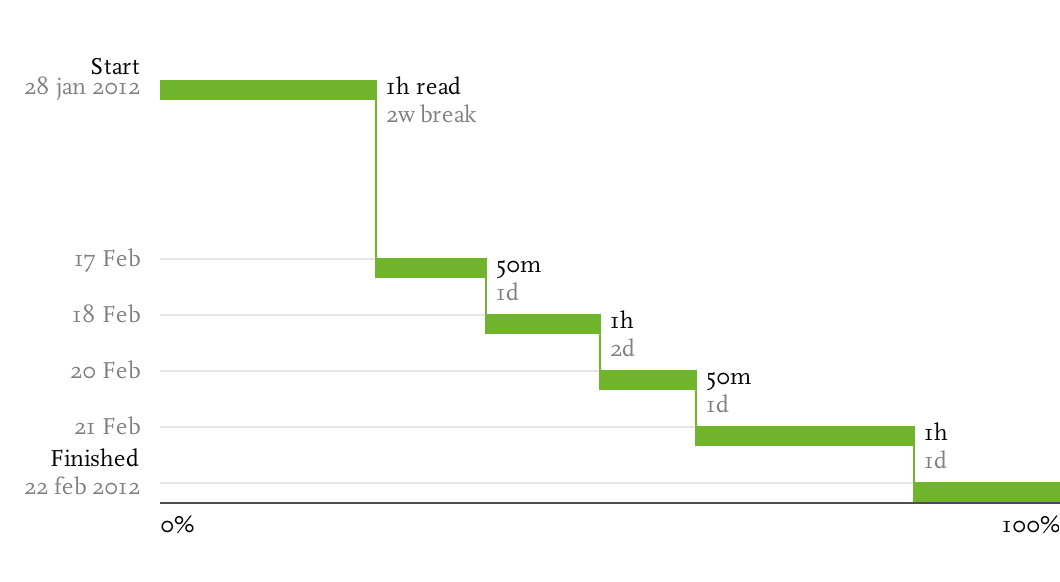 Start
28 jan 2012
1h read
2w break
17 Feb
50m
1d
18 Feb
1h
2d
20 Feb
50m
1d
21 Feb
1h
1d
Finished
22 feb 2012
0%
100%